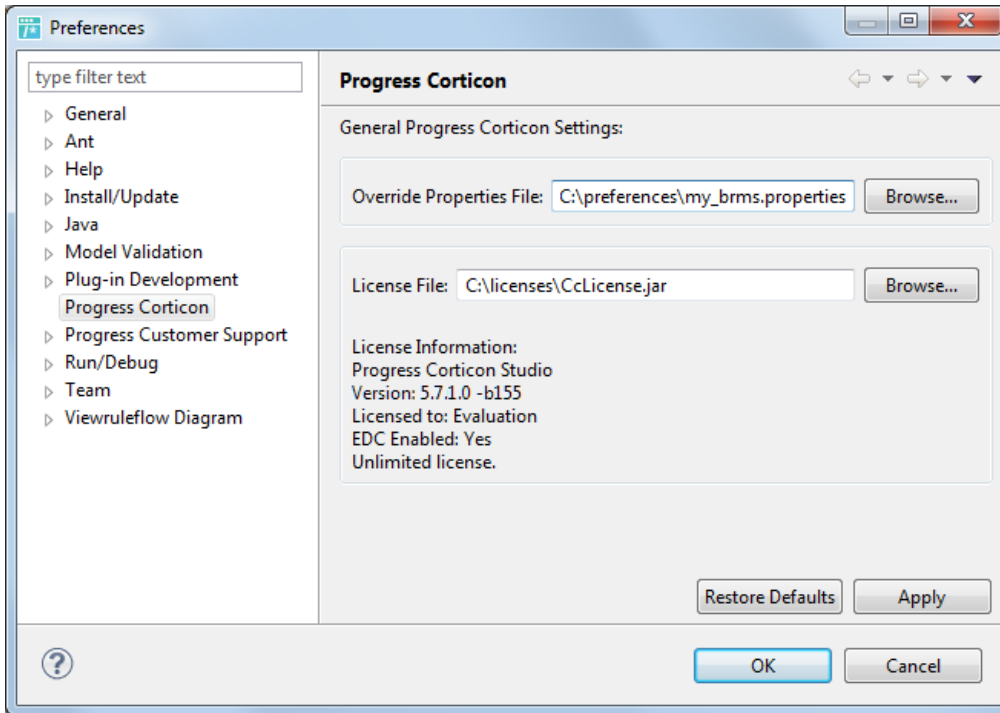 Preferences
type filter text
General
Ant
Help
Install/Update
Java
Model Validation
Plug-in Development
Progress Corticon
Progress Customer Support
Run/Debug
Team
Viewruleflow Diagram
Progress Corticon
General Progress Corticon Settings:
Override Properties File: C:\preferences\my_brms.properties Browse...
License File: C:\licenses\CcLicense.jar Browse...
License Information:
Progress Corticon Studio
Version: 5.7.1.0 -b155
Licensed to: Evaluation
EDC Enabled: Yes
Unlimited license.
Restore Defaults Apply
? OK Cancel